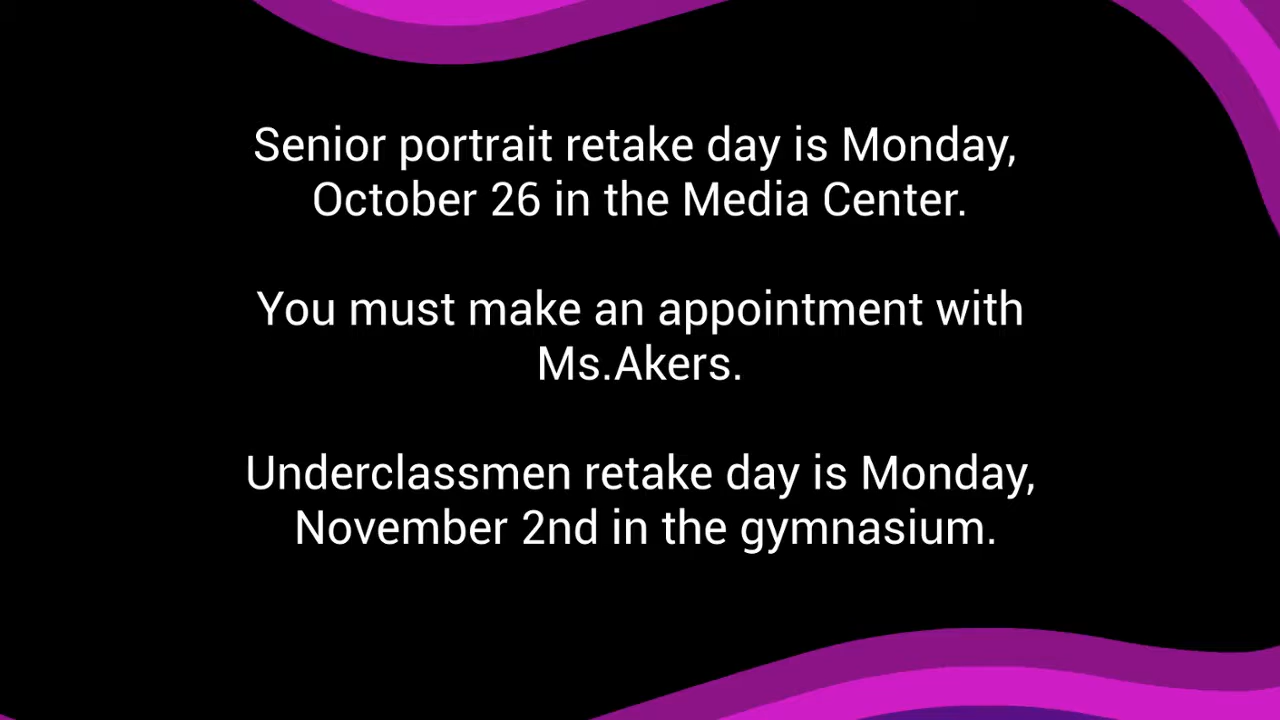 Senior portrait retake day is Monday,
October 26 in the Media Center.
You must make an appointment with
Ms.Akers.
Underclassmen retake day is Monday,
November 2nd in the gymnasium.